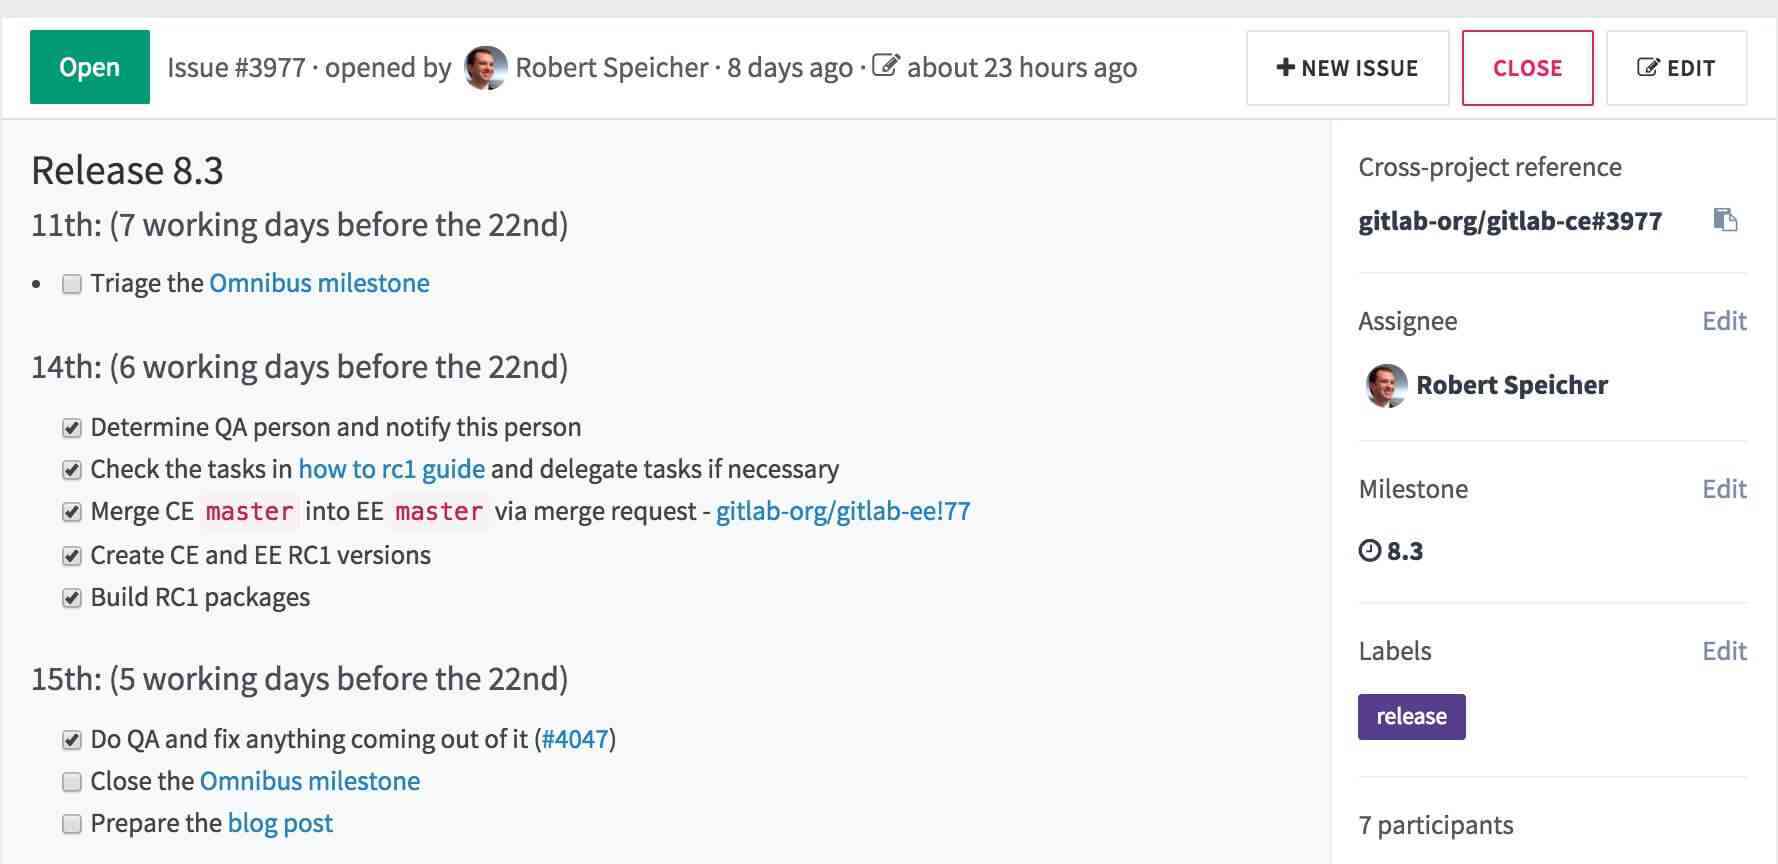 Open Issue #3977 · opened by Robert Speicher · 8 days ago · about 23 hours ago
NEW ISSUE
CLOSE
EDIT
Release 8.3
11th: (7 working days before the 22nd)
• Triage the Omnibus milestone
14th: (6 working days before the 22nd)
Determine QA person and notify this person
Check the tasks in how to rc1 guide and delegate tasks if necessary
Merge CE master into EE master via merge request - gitlab-org/gitlab-ee!77
Create CE and EE RC1 versions
Build RC1 packages
15th: (5 working days before the 22nd)
Do QA and fix anything coming out of it (#4047)
Close the Omnibus milestone
Prepare the blog post
Cross-project reference
gitlab-org/gitlab-ce#3977
Assignee Edit
Robert Speicher
Milestone Edit
8.3
Labels Edit
release
7 participants